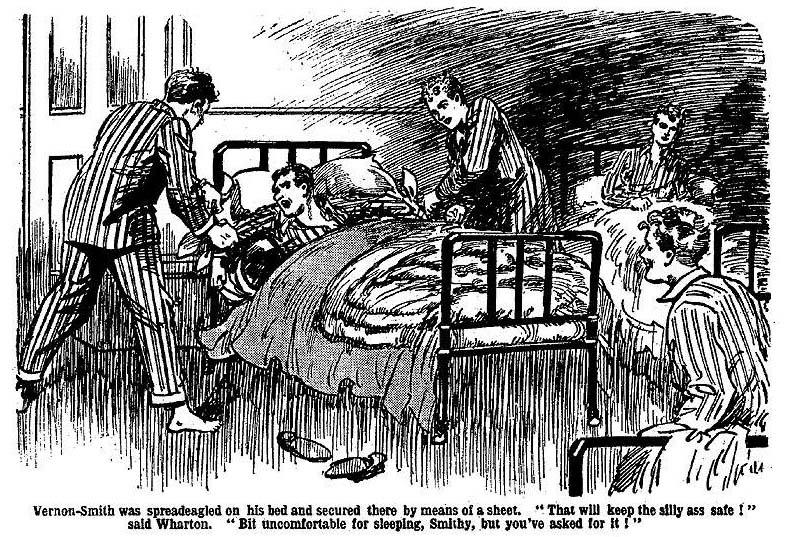 Vernon-Smith was spreadeagled on his bed and secured there by means of a sheet. "That will keep the silly ass safe!"
said Wharton. "Bit uncomfortable for sleeping, Smithy, but you've asked for it!"